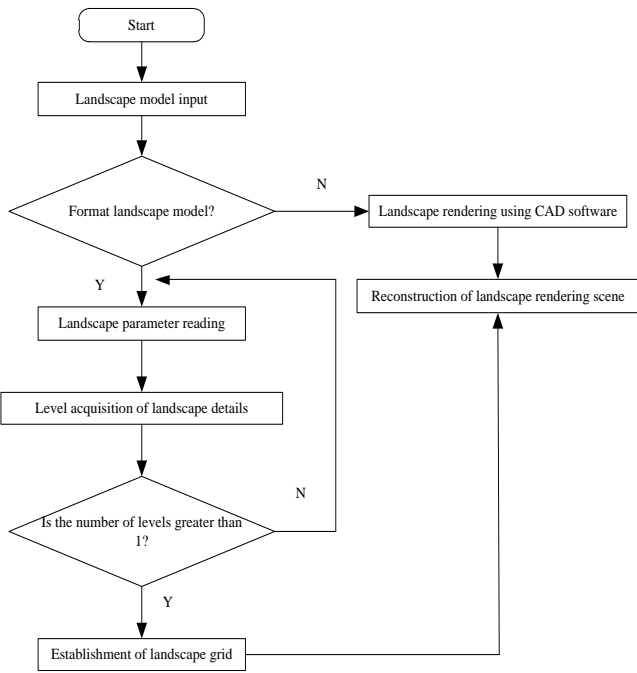 Start
Landscape model input
Format landscape model?
N
Landscape rendering using CAD software
Reconstruction of landscape rendering scene
Y
Landscape parameter reading
Level acquisition of landscape details
Is the number of levels greater than
1?
N
Y
Establishment of landscape grid